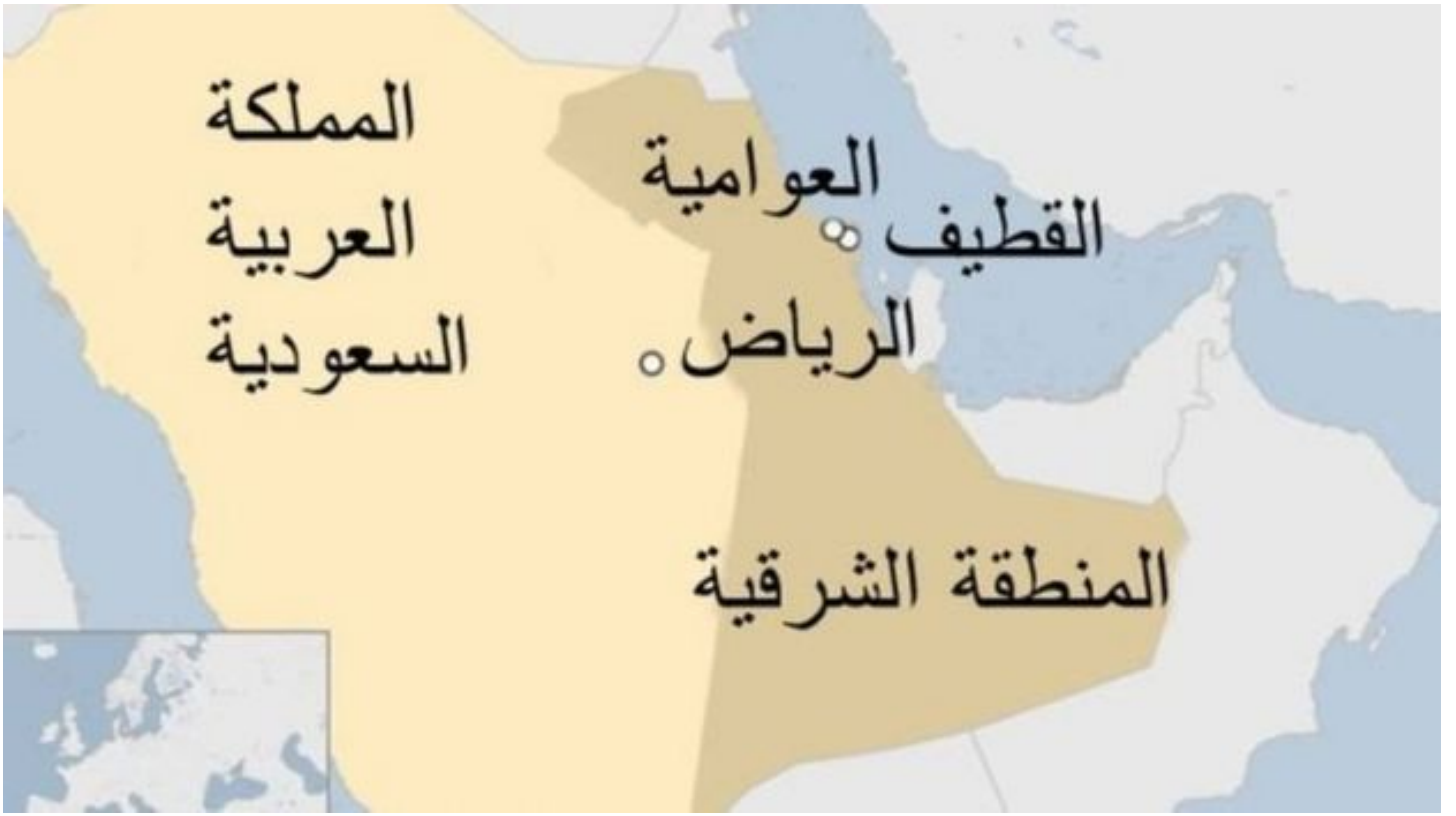 المملكة
العربية
السعودية
العوامية
القطيف
الرياض
المنطقة الشرقية